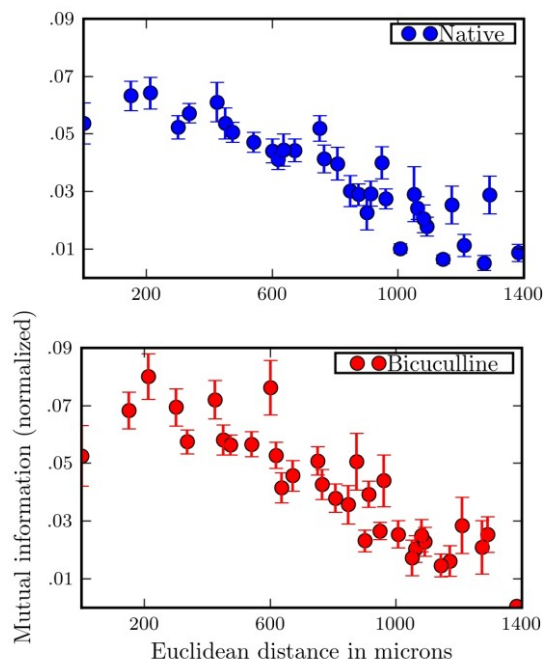 .09
Native
.07
.05
.03
.01
200 600 1000 1400
.09
Bicuculline
.07
.05
.03
.01
200 600 1000 1400
Mutual information (normalized)
Euclidean distance in microns